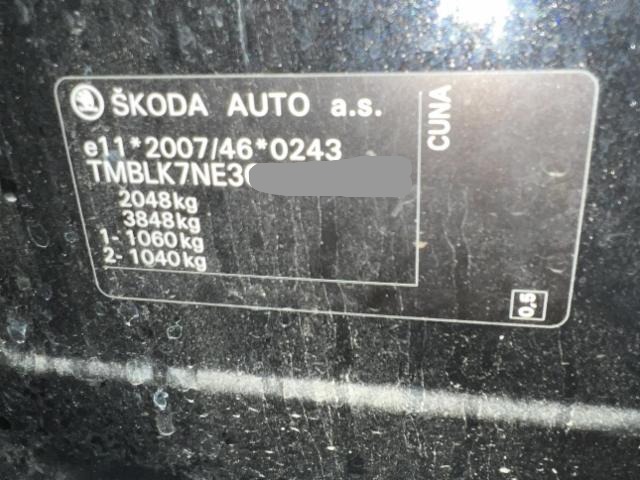 ŠKODA AUTO a.s.
e11*2007/46*0243
TMBLK7NE3
2048kg
3848kg
1- 1060kg
2- 1040kg
CUNA
0,5